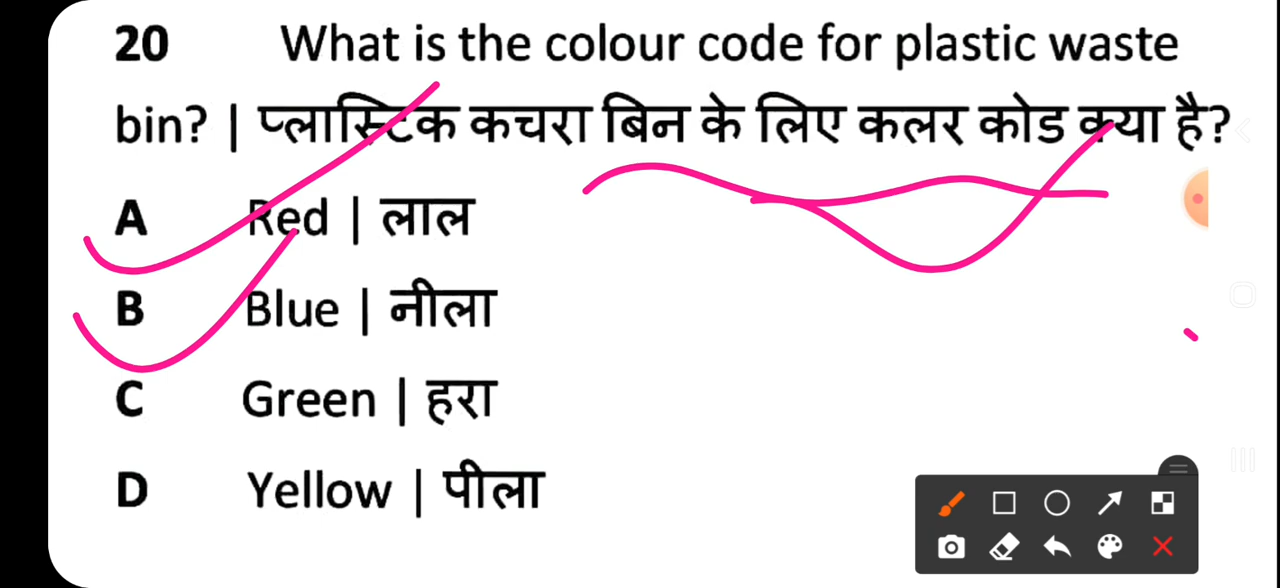 20 What is the colour code for plastic waste
bin? | प्लास्टिक कचरा बिन के लिए कलर कोड क्या है?
A Red | लाल
B Blue | नीला
C Green | हरा
D Yellow | पीला